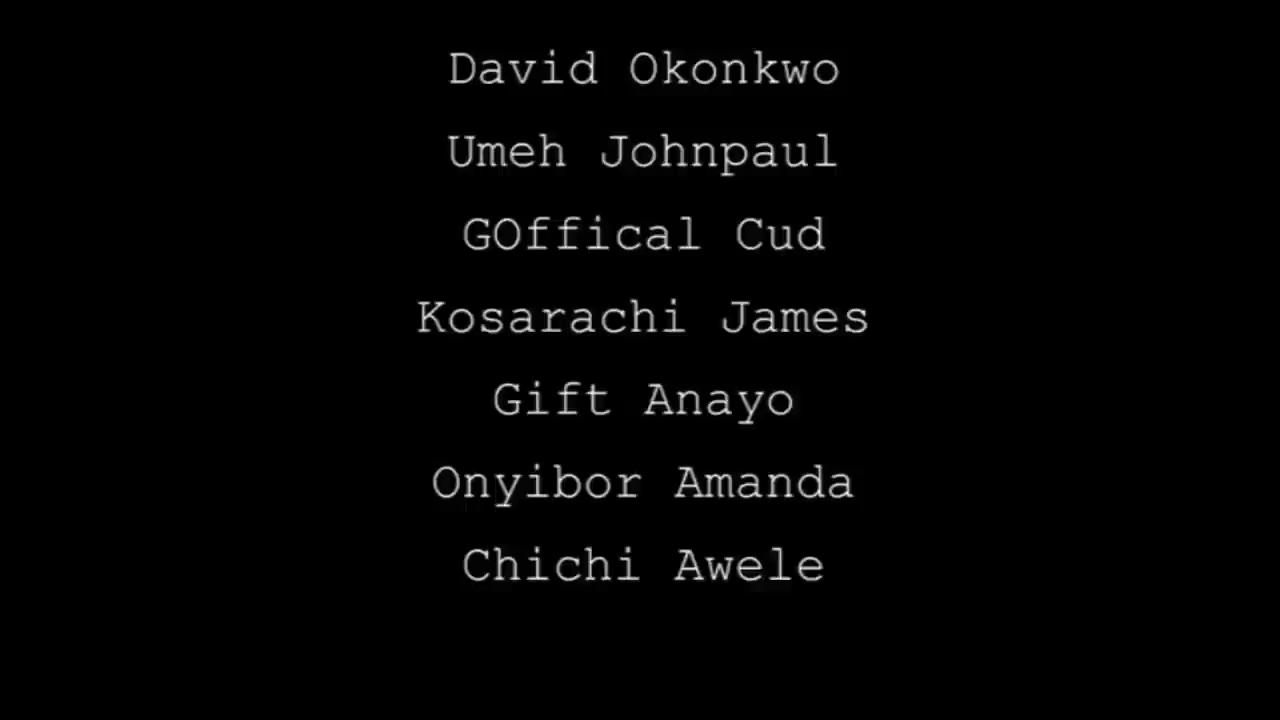 David Okonkwo
Umeh Johnpaul
GOffical Cud
Kosarachi James
Gift Anayo
Onyibor Amanda
Chichi Awele